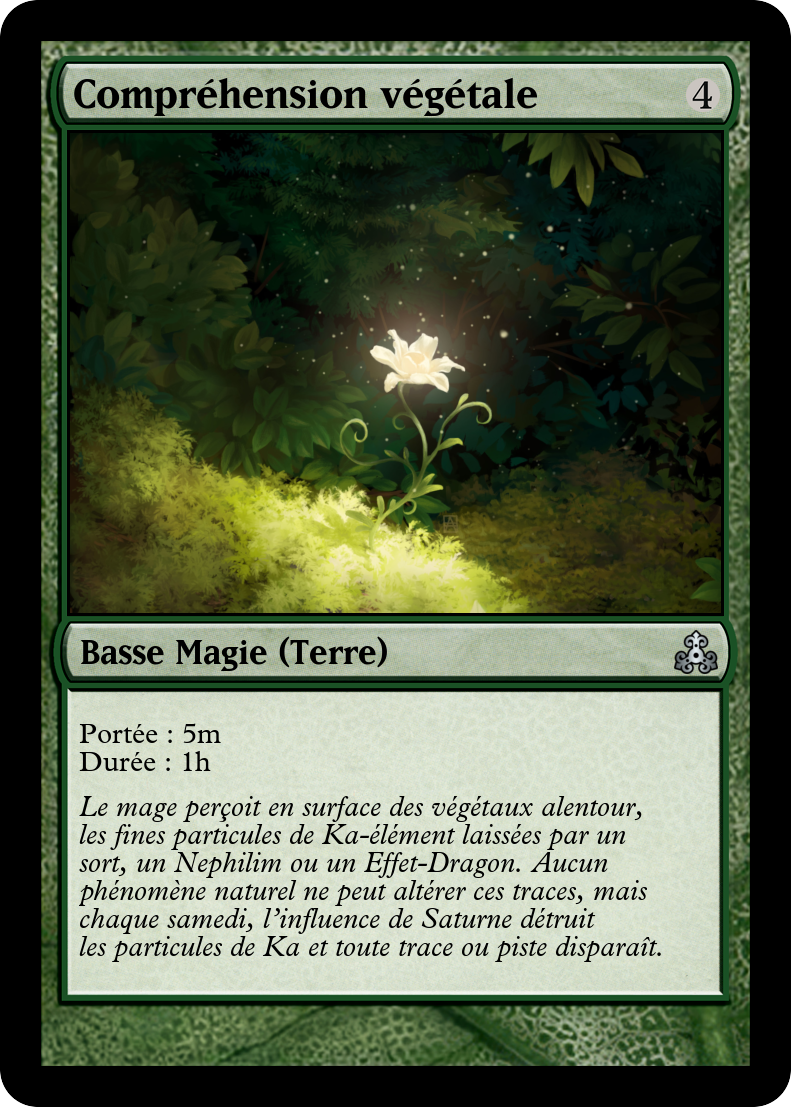 Compréhension végétale
4
Basse Magie (Terre)
Portée : 5m
Durée : 1h
Le mage perçoit en surface des végétaux alentour,
les fines particules de Ka-élément laissées par un
sort, un Nephilim ou un Effet-Dragon. Aucun
phénomène naturel ne peut altérer ces traces, mais
chaque samedi, l'influence de Saturne détruit
les particules de Ka et toute trace ou piste disparaît.